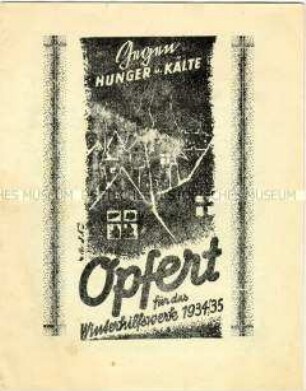 Gegen
HUNGER u. KÄLTE
Opfert
für das
Winterhilfswerk 1934/35